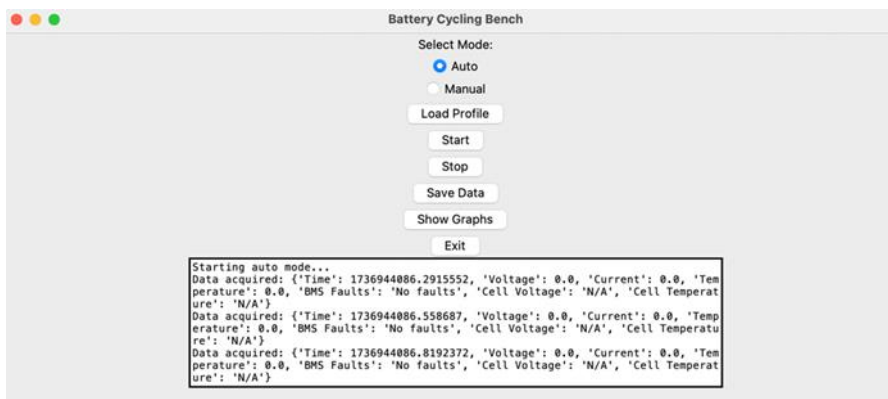 Battery Cycling Bench
Select Mode:
Auto
Manual
Load Profile
Start
Stop
Save Data
Show Graphs
Exit
Starting auto mode...
Data acquired: {'Time': 1736944086.2915552, 'Voltage': 0.0, 'Current': 0.0, 'Tem
perature': 0.0, 'BMS Faults': 'No faults', 'Cell Voltage': 'N/A', 'Cell Temperat
ure': 'N/A'}
Data acquired: {'Time': 1736944086.558687, 'Voltage': 0.0, 'Current': 0.0, 'Temp
erature': 0.0, 'BMS Faults': 'No faults', 'Cell Voltage': 'N/A', 'Cell Temperatu
re': 'N/A'}
Data acquired: {'Time': 1736944086.8192372, 'Voltage': 0.0, 'Current': 0.0, 'Tem
perature': 0.0, 'BMS Faults': 'No faults', 'Cell Voltage': 'N/A', 'Cell Temperat
ure': 'N/A'}